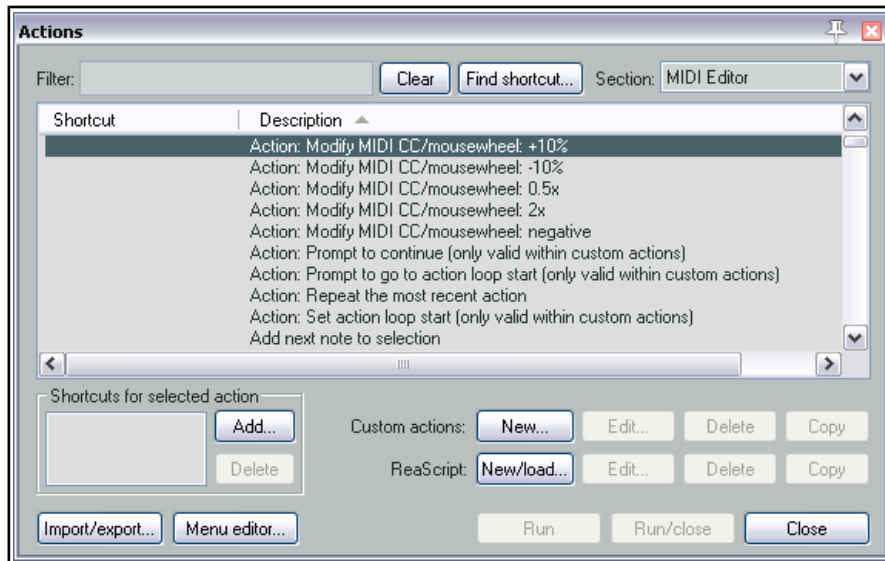 Actions
Filter: Clear Find shortcut... Section: MIDI Editor
Shortcut Description
Action: Modify MIDI CC/mousewheel: +10%
Action: Modify MIDI CC/mousewheel: -10%
Action: Modify MIDI CC/mousewheel: 0.5x
Action: Modify MIDI CC/mousewheel: 2x
Action: Modify MIDI CC/mousewheel: negative
Action: Prompt to continue (only valid within custom actions)
Action: Prompt to go to action loop start (only valid within custom actions)
Action: Repeat the most recent action
Action: Set action loop start (only valid within custom actions)
Add next note to selection
Shortcuts for selected action
Add... Custom actions: New... Edit... Delete Copy
Delete ReaScript: New/load... Edit... Delete Copy
Import/export... Menu editor... Run Run/close Close